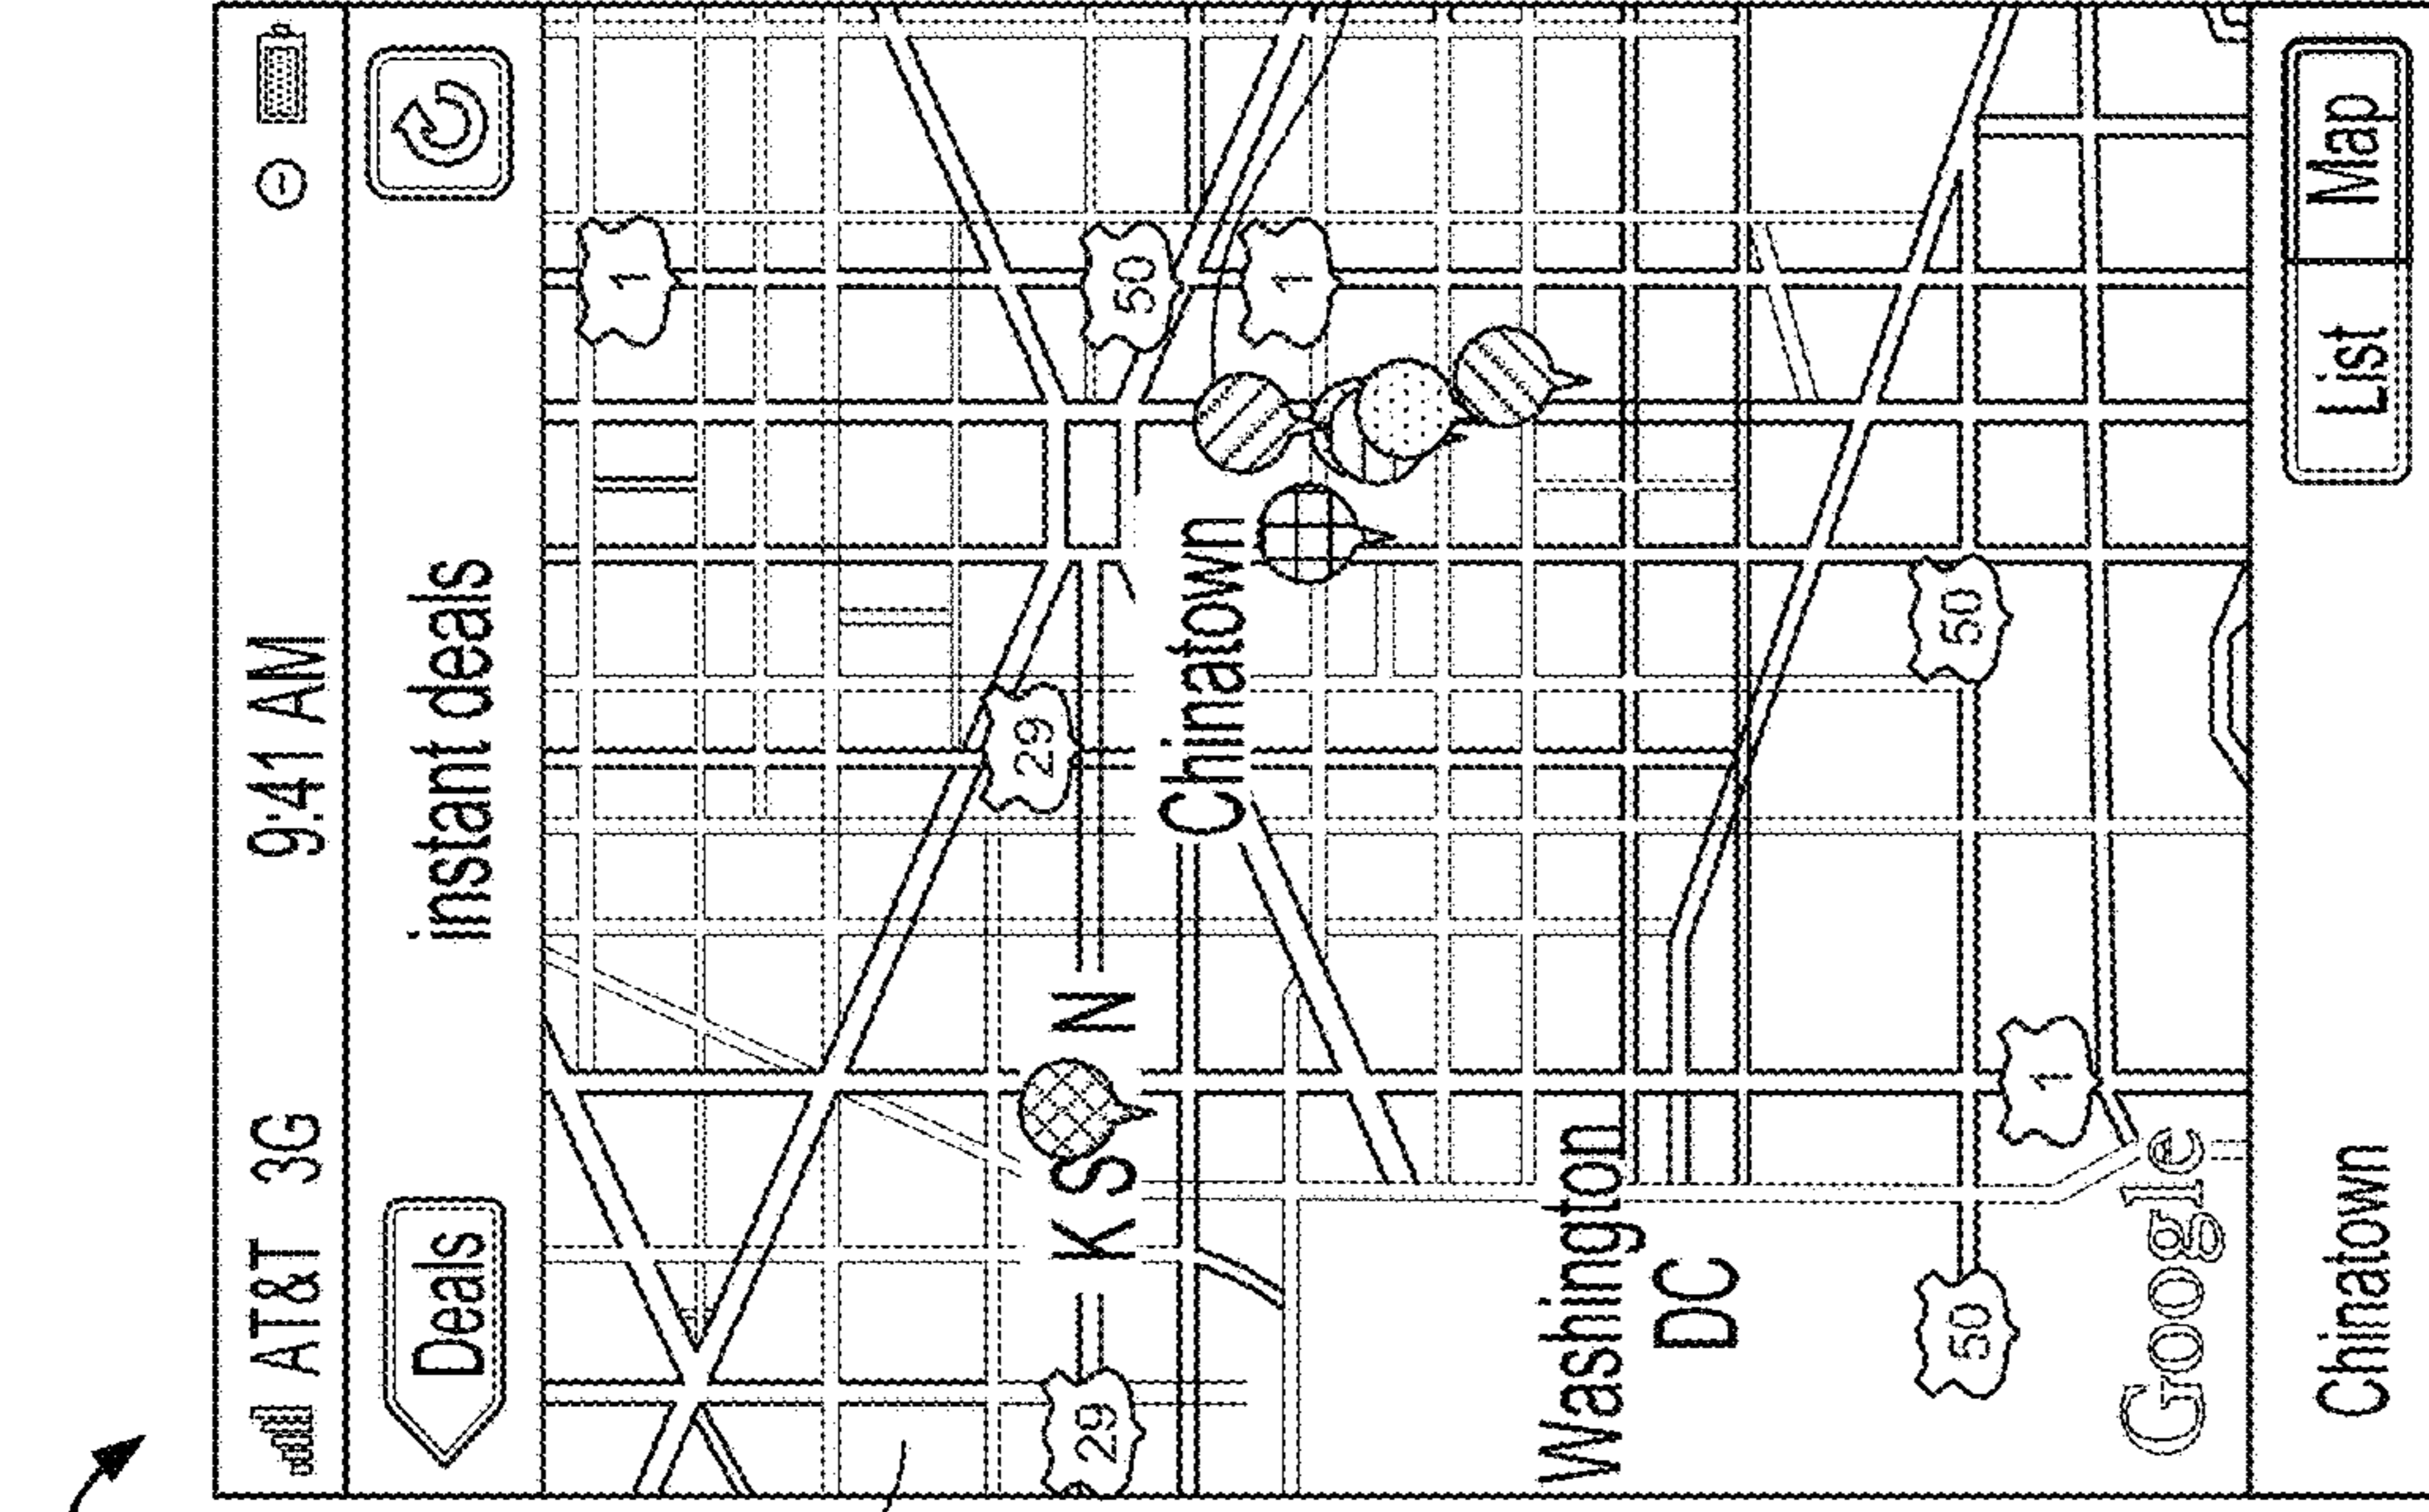 AT&T 3G 9:41 AM
Deals instant deals
1
29
50
29 K S N
Chinatown
1
Washington
DC
50
50
1
Google
Chinatown List Map